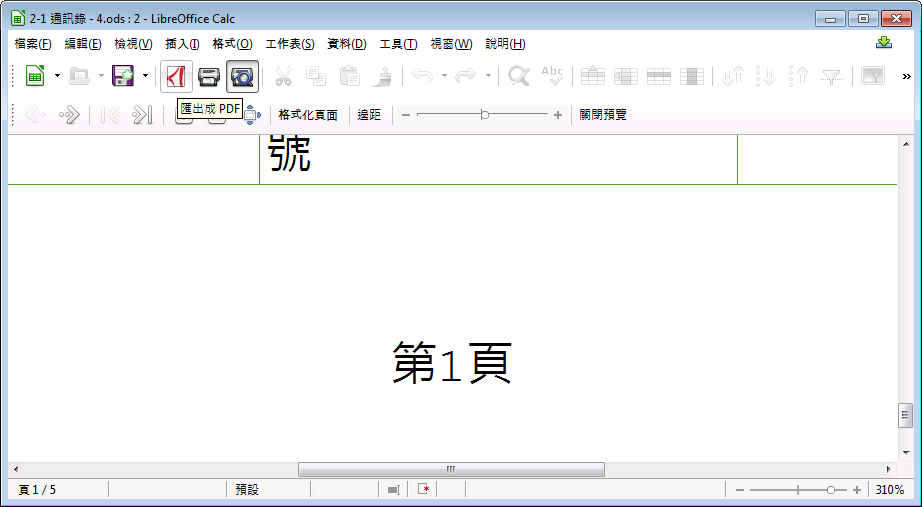 2-1 通訊錄 - 4.ods : 2 - LibreOffice Calc
檔案(F) 編輯(E) 檢視(V) 插入(I) 格式(O) 工作表(S) 資料(D) 工具(T) 視窗(W) 說明(H)
Abc
匯出成 PDF
格式化頁面 邊距 關閉預覽
號
第1頁
頁 1 / 5 預設 310%